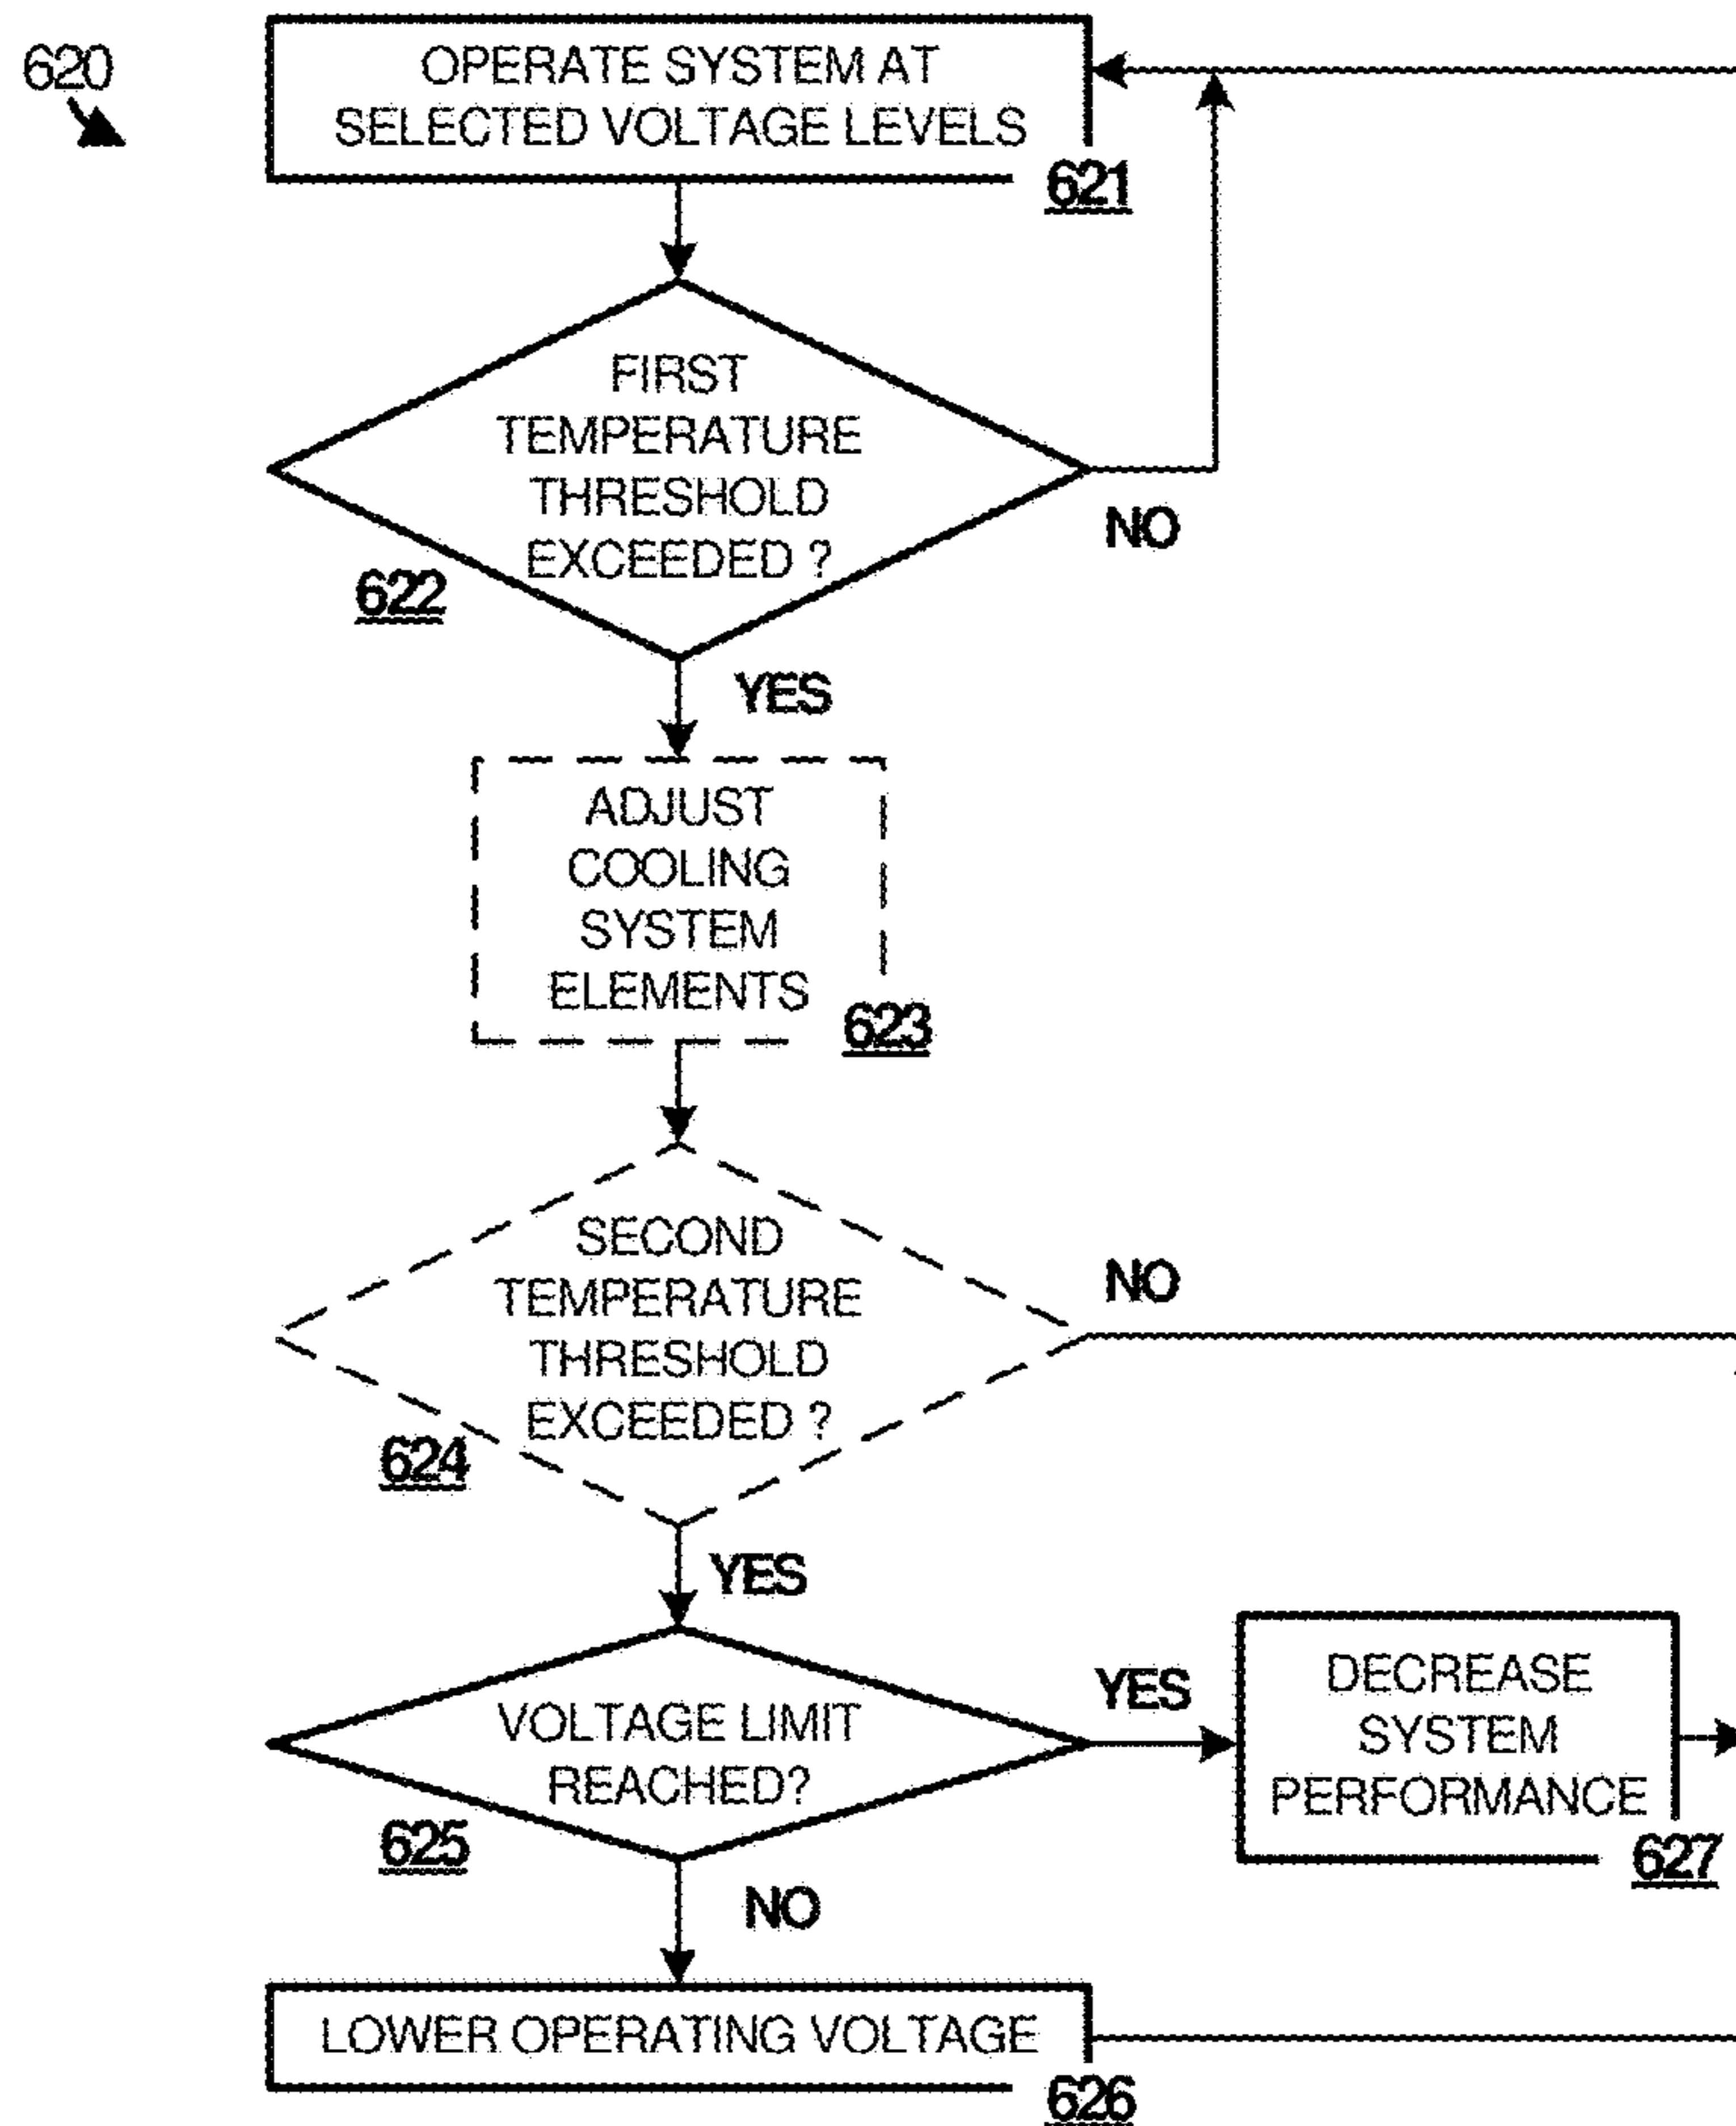 620
OPERATE SYSTEM AT
SELECTED VOLTAGE LEVELS
621
FIRST
TEMPERATURE
THRESHOLD
EXCEEDED ?
622
NO
YES
ADJUST
COOLING
SYSTEM
ELEMENTS
623
SECOND
TEMPERATURE
THRESHOLD
EXCEEDED ?
624
NO
YES
VOLTAGE LIMIT
REACHED?
625
YES
DECREASE
SYSTEM
PERFORMANCE
627
NO
LOWER OPERATING VOLTAGE
626